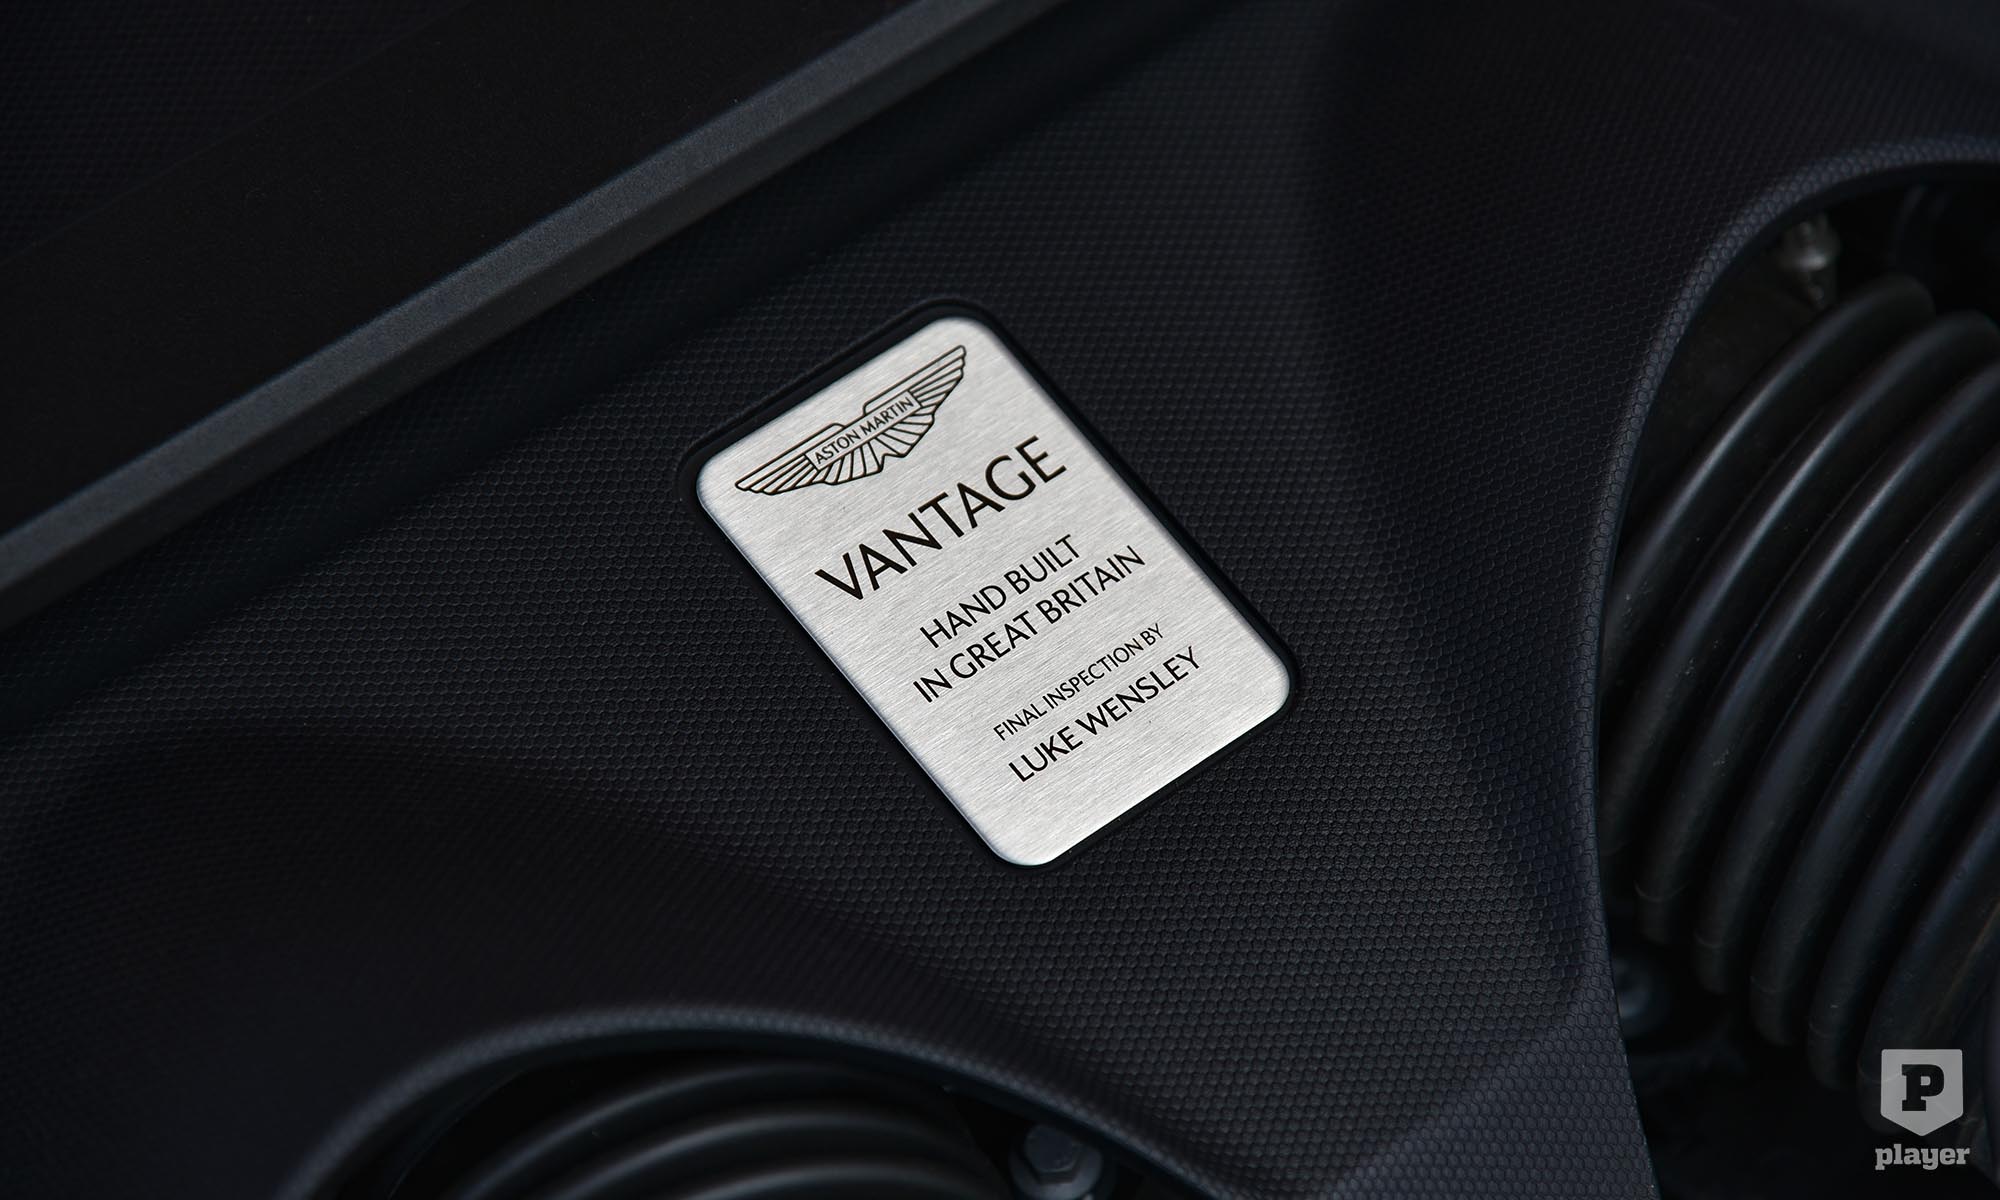 ASTON MARTIN
VANTAGE
HAND BUILT
IN GREAT BRITAIN
FINAL INSPECTION BY
LUKE WENSLEY
P
player